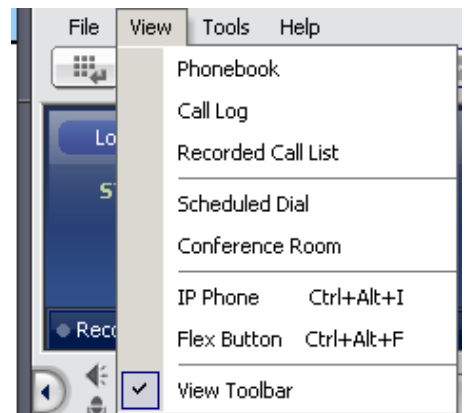 File View Tools Help
Phonebook
Call Log
Recorded Call List
Scheduled Dial
Conference Room
IP Phone Ctrl+Alt+I
Flex Button Ctrl+Alt+F
View Toolbar